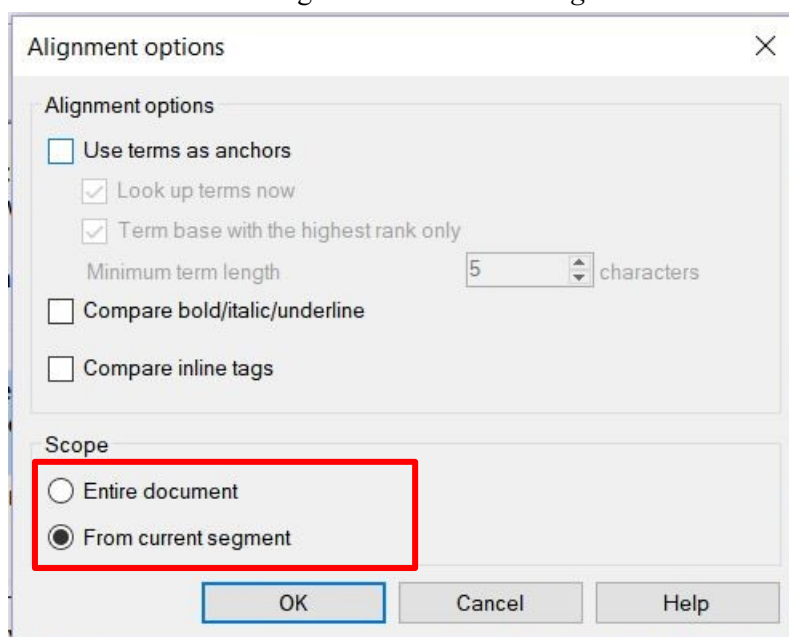 Alignment options
Alignment options
Use terms as anchors
Look up terms now
Term base with the highest rank only
Minimum term length 5 characters
Compare bold/italic/underline
Compare inline tags
Scope
Entire document
From current segment
OK Cancel Help